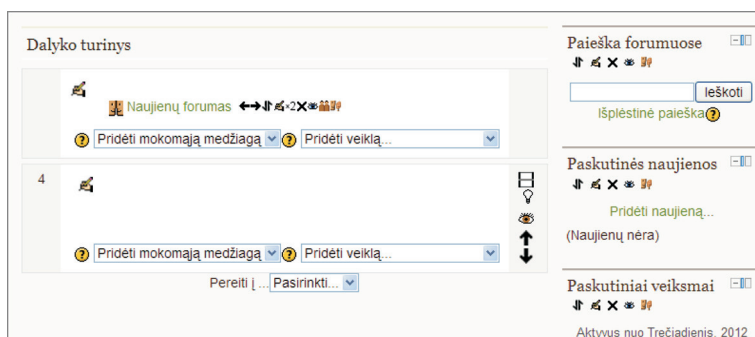 Dalyko turinys
Naujienų forumas ×2
Pridėti mokomąją medžiagą Pridėti veiklą...
4
Pridėti mokomąją medžiagą Pridėti veiklą...
Pereiti į ... Pasirinkti...
Paieška forumuose
Ieškoti
Išplėstinė paieška
Paskutinės naujienos
Pridėti naujieną...
(Naujienų nėra)
Paskutiniai veiksmai
Aktyvus nuo Trečiadienis, 2012